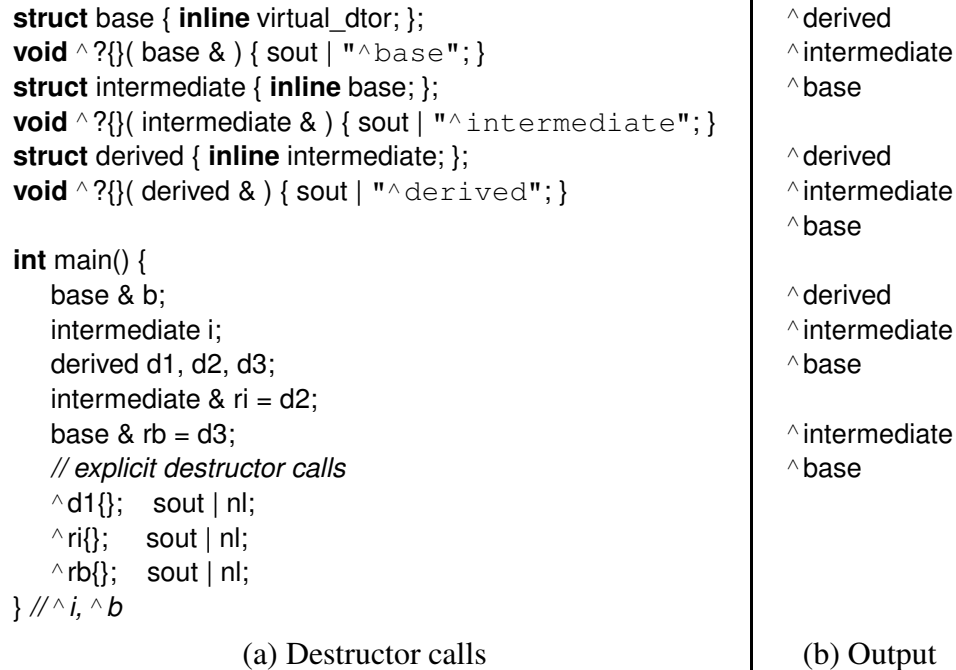 struct base { inline virtual_dtor; };
void ^?{}( base & ) { sout | "^base"; }
struct intermediate { inline base; };
void ^?{}( intermediate & ) { sout | "^intermediate"; }
struct derived { inline intermediate; };
void ^?{}( derived & ) { sout | "^derived"; }
int main() {
base & b;
intermediate i;
derived d1, d2, d3;
intermediate & ri = d2;
base & rb = d3;
// explicit destructor calls
^d1{}; sout | nl;
^ri{}; sout | nl;
^rb{}; sout | nl;
} // ^i, ^b
(a) Destructor calls
^derived
^intermediate
^base
^derived
^intermediate
^base
^derived
^intermediate
^base
^intermediate
^base
(b) Output